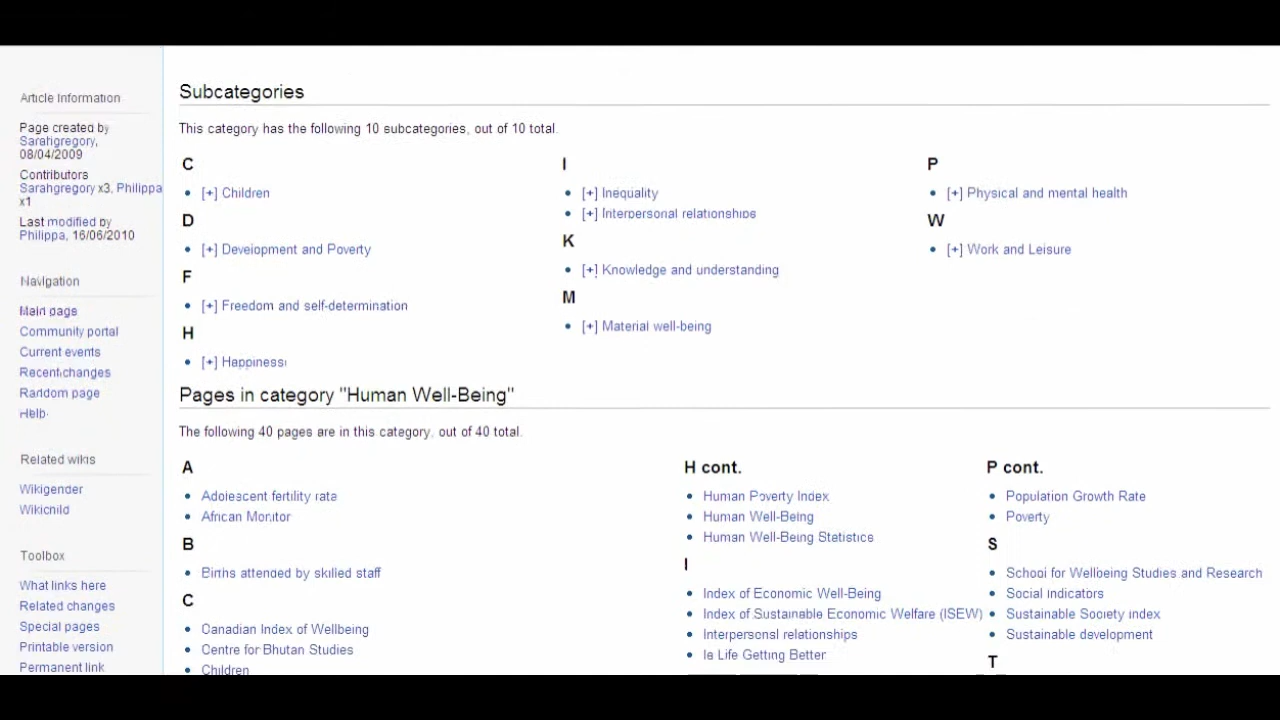 Article Information
Page created by
Sarahgregory,
08/04/2009
Contributors
Sarahgregory x3, Philippa
x1
Last modified by
Philippa, 16/06/2010
Navigation
Main page
Community portal
Current events
Recent changes
Random page
Help
Related wikis
Wikigender
Wikichild
Toolbox
What links here
Related changes
Special pages
Printable version
Permanent link
Subcategories
This category has the following 10 subcategories, out of 10 total.
C
[+] Children
D
[+] Development and Poverty
F
[+] Freedom and self-determination
H
[+] Happiness
I
[+] Inequality
[+] Interpersonal relationships
K
[+] Knowledge and understanding
M
[+] Material well-being
P
[+] Physical and mental health
W
[+] Work and Leisure
Pages in category "Human Well-Being"
The following 40 pages are in this category, out of 40 total.
A
Adolescent fertility rate
African Monitor
B
Births attended by skilled staff
C
Canadian Index of Wellbeing
Centre for Bhutan Studies
Children
H cont.
Human Poverty Index
Human Well-Being
Human Well-Being Statistics
I
Index of Economic Well-Being
Index of Sustainable Economic Welfare (ISEW)
Interpersonal relationships
Is Life Getting Better
P cont.
Population Growth Rate
Poverty
S
School for Wellbeing Studies and Research
Social indicators
Sustainable Society Index
Sustainable development
T